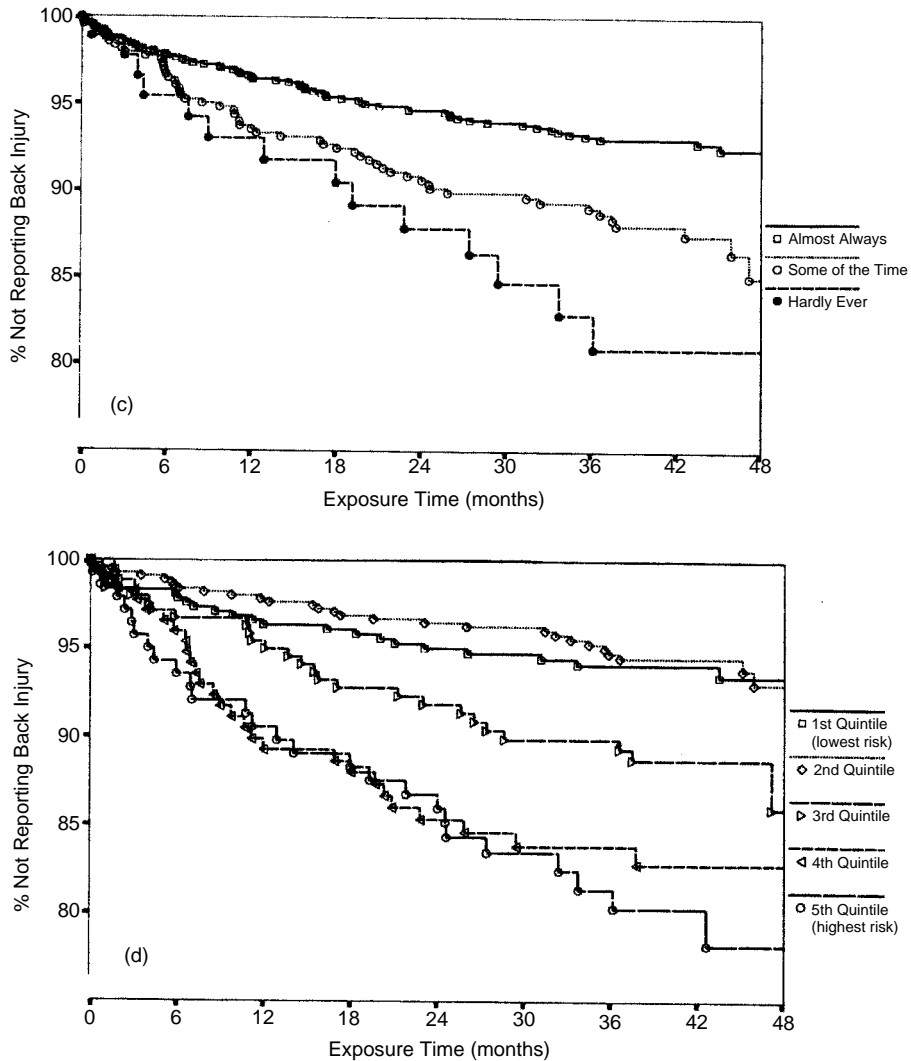 100
95
90
85
80
% Not Reporting Back Injury
(c)
0 6 12 18 24 30 36 42 48
Exposure Time (months)
Almost Always
Some of the Time
Hardly Ever
100
95
90
85
80
% Not Reporting Back Injury
(d)
0 6 12 18 24 30 36 42 48
Exposure Time (months)
1st Quintile
(lowest risk)
2nd Quintile
3rd Quintile
4th Quintile
5th Quintile
(highest risk)